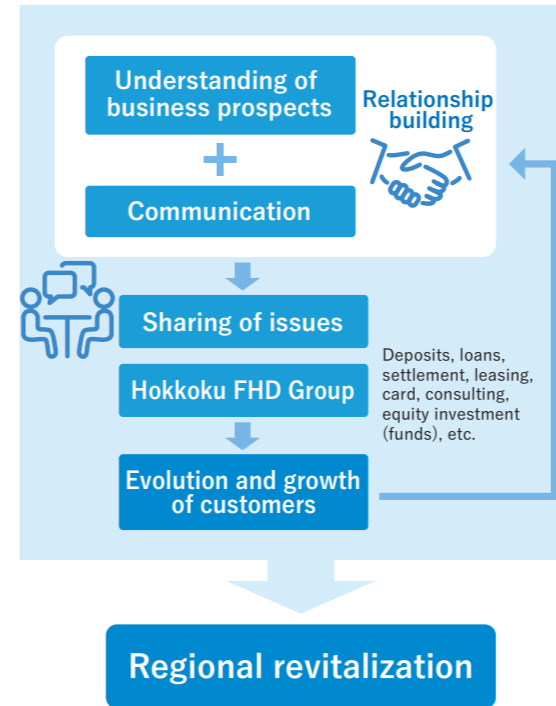 Understanding of
business prospects
+
Communication
Relationship
building
Sharing of issues
Hokkoku FHD Group
Deposits, loans,
settlement, leasing,
card, consulting,
equity investment
(funds), etc.
Evolution and growth
of customers
Regional revitalization